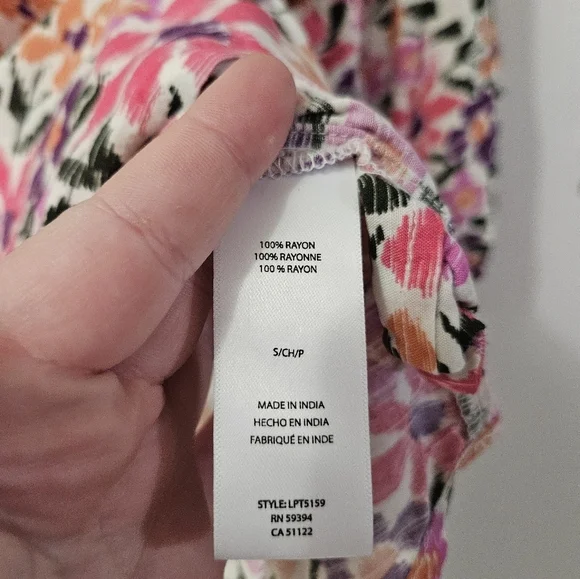 100% RAYON
100% RAYONNE
100 % RAYON
S/CH/P
MADE IN INDIA
HECHO EN INDIA
FABRIQUÉ EN INDE
STYLE: LPT5159
RN 59394
CA 51122